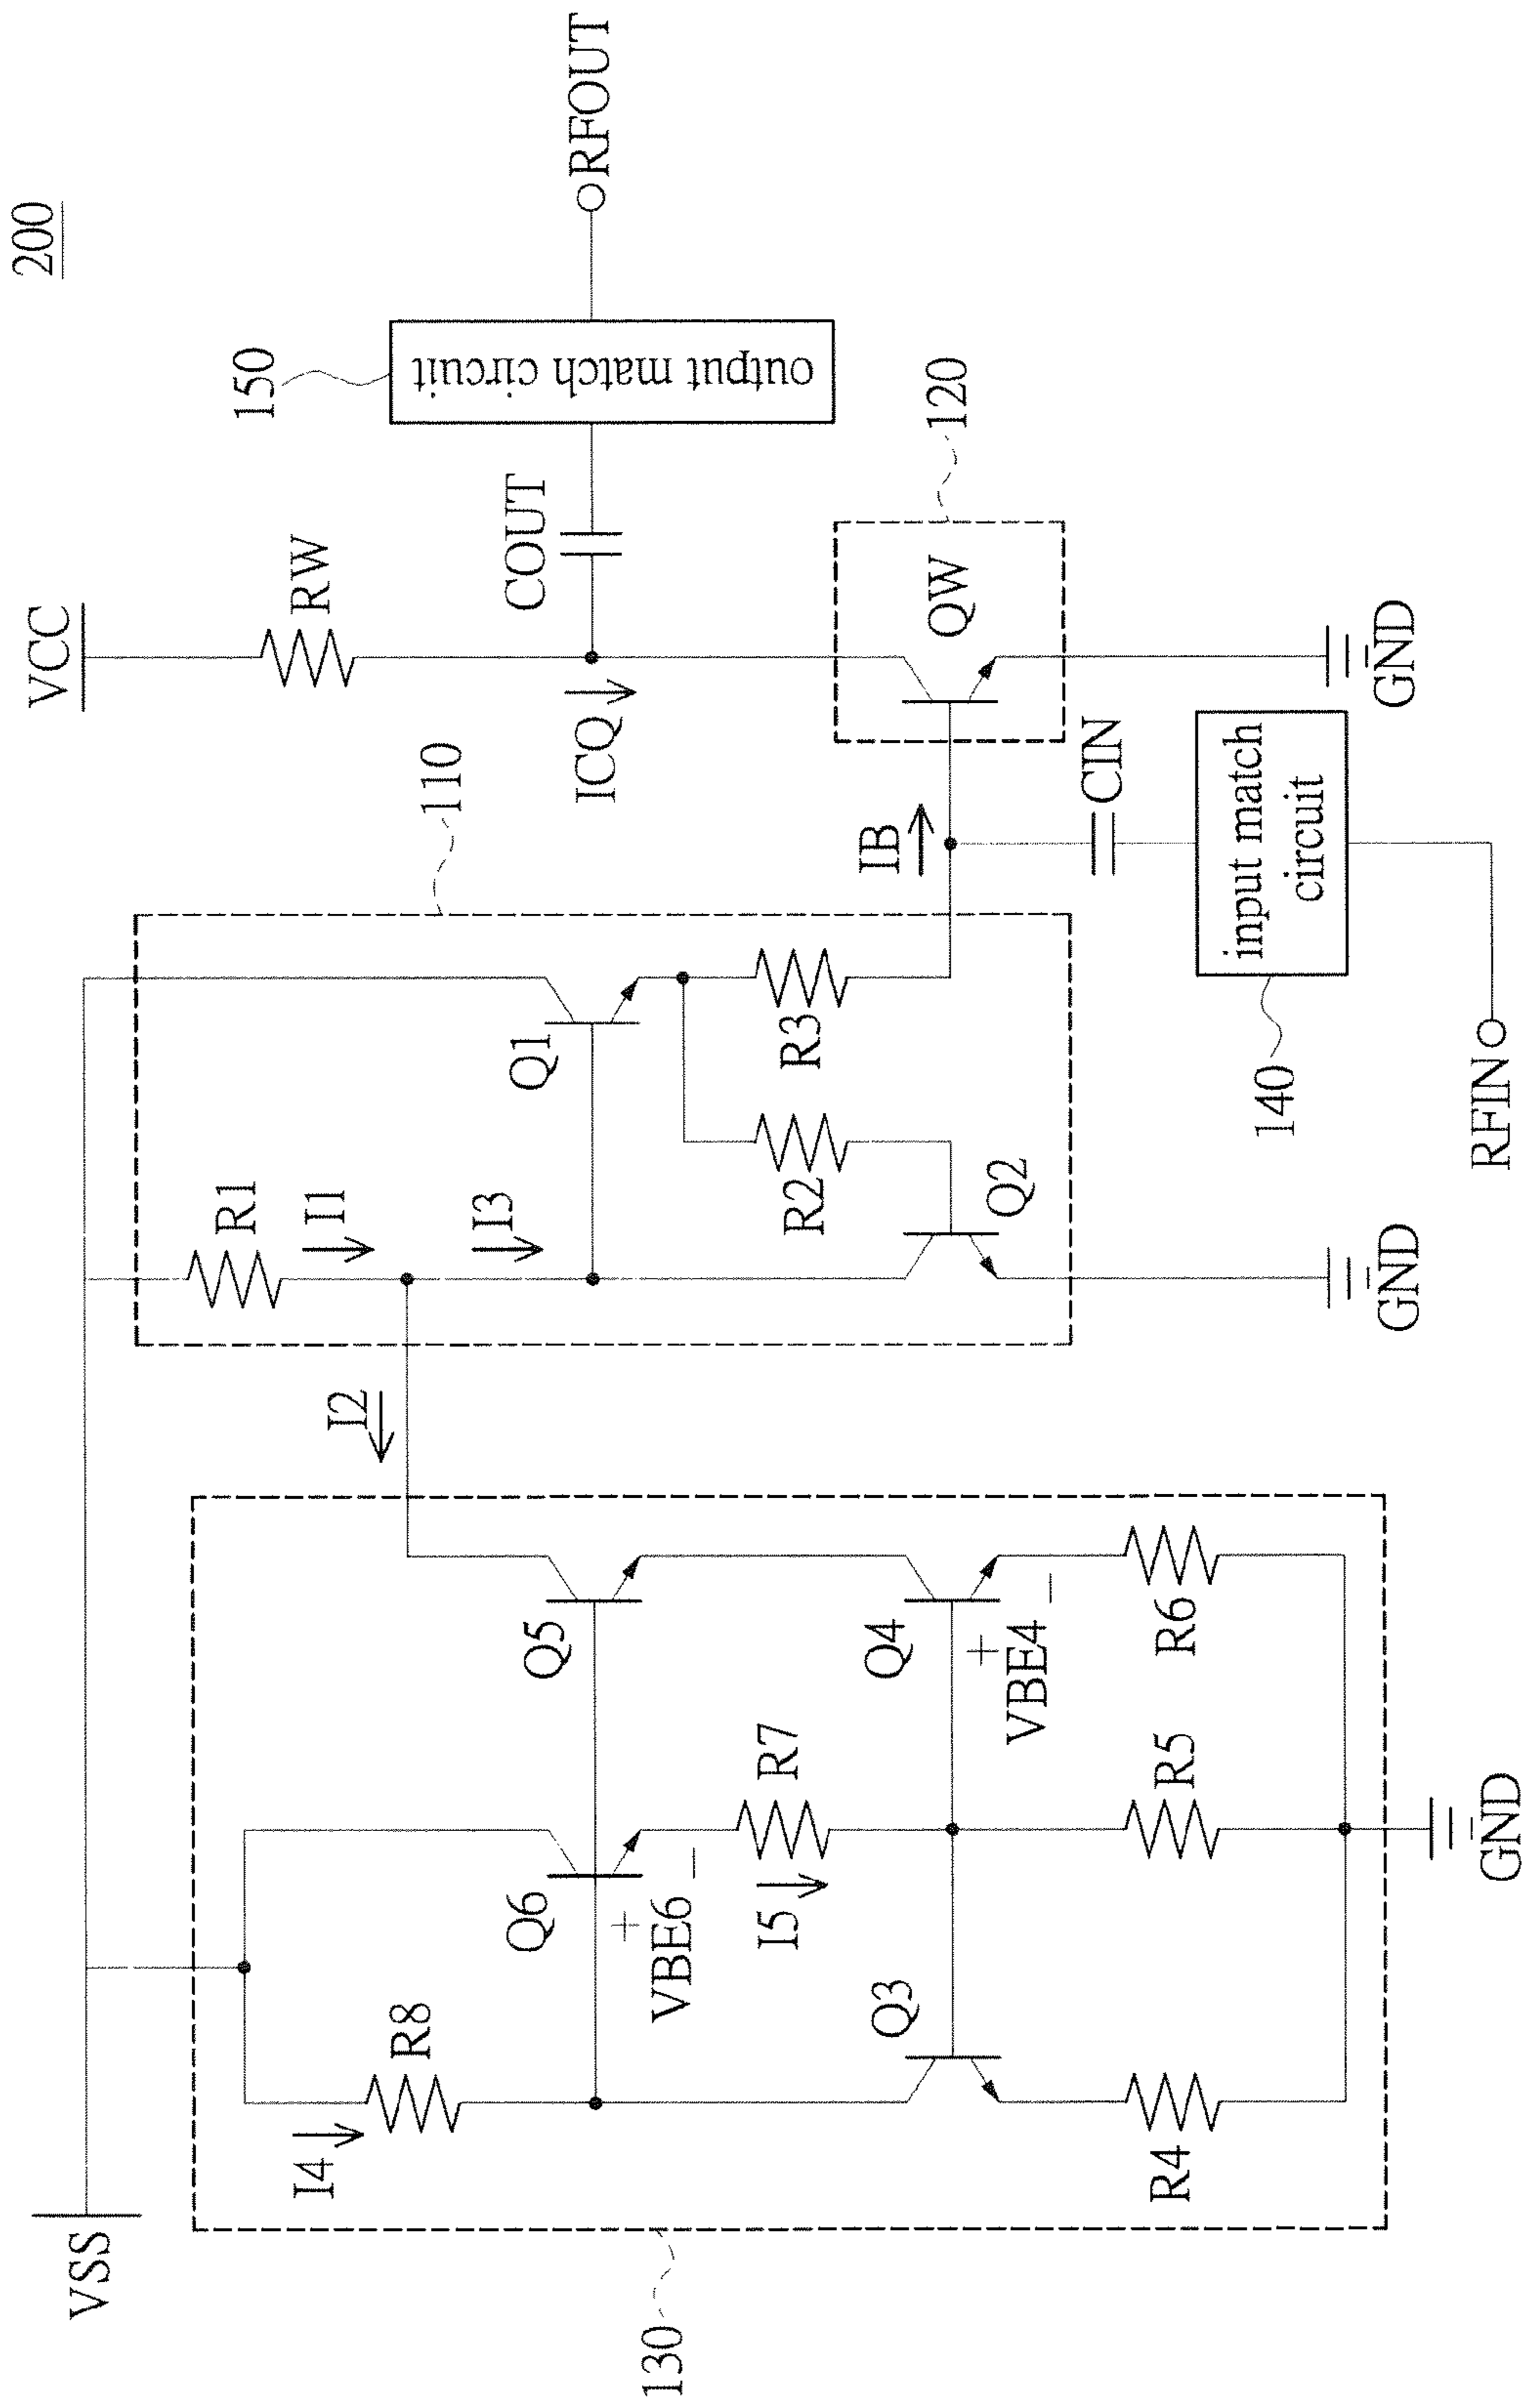 200
VSS
VCC
130
I4
R8
Q6
+
VBE6
−
I5
R7
Q5
Q3
Q4
+
VBE4
−
R4
R5
R6
GND
I2
110
R1
I1
I3
Q1
R2
R3
Q2
GND
IB
ICQ
RW
COUT
150
output match circuit
RFOUT
120
QW
GND
CIN
140
input match
circuit
RFIN